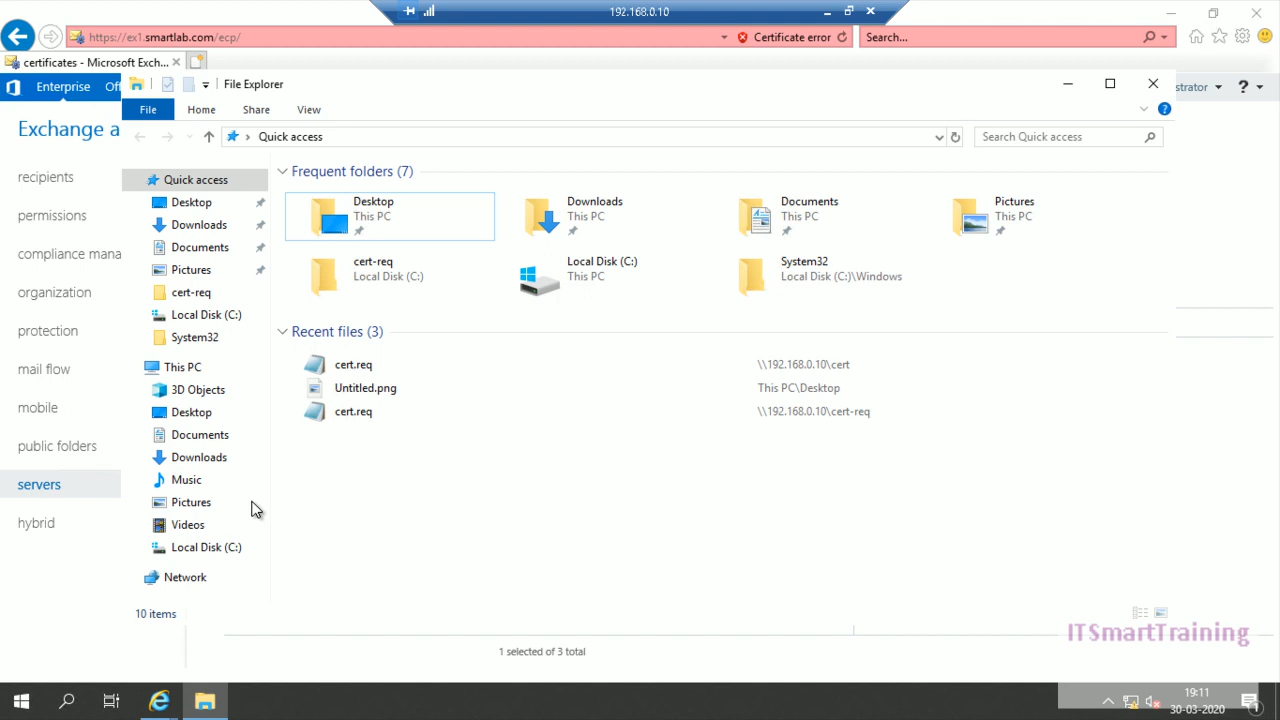 192.168.0.10
https://ex1.smartlab.com/ecp/
Certificate error
Search...
certificates - Microsoft Exch...
Enterprise Off
strator
?
File Explorer
File Home Share View
Quick access
Search Quick access
Exchange a
recipients
permissions
compliance mana
organization
protection
mail flow
mobile
public folders
servers
hybrid
Quick access
Desktop
Downloads
Documents
Pictures
cert-req
Local Disk (C:)
System32
This PC
3D Objects
Desktop
Documents
Downloads
Music
Pictures
Videos
Local Disk (C:)
Network
Frequent folders (7)
Desktop
This PC
Downloads
This PC
Documents
This PC
Pictures
This PC
cert-req
Local Disk (C:)
Local Disk (C:)
This PC
System32
Local Disk (C:)\Windows
Recent files (3)
cert.req \\192.168.0.10\cert
Untitled.png This PC\Desktop
cert.req \\192.168.0.10\cert-req
10 items
1 selected of 3 total
ITSmartTraining
19:11
30-03-2020
1